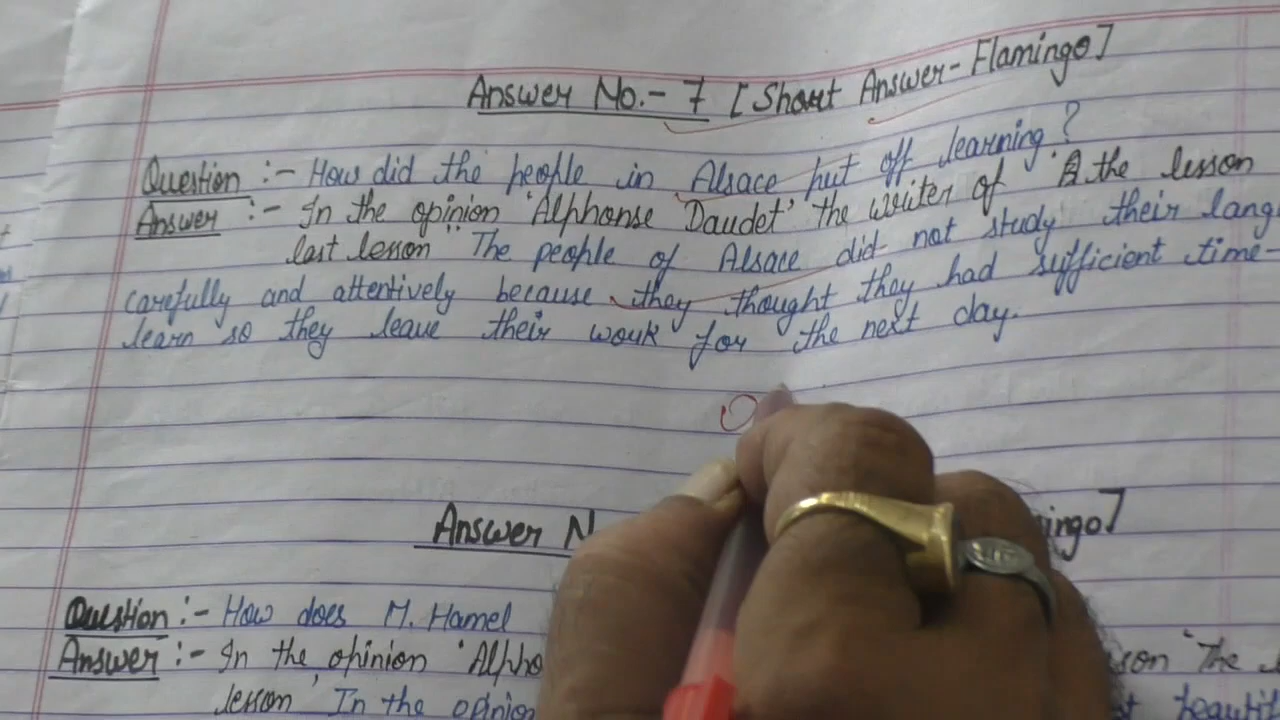 Answer No.- 7 [Short Answer- Flamingo]
Question :- How did the people in Alsace put off learning?
Answer :- In the opinion 'Alphonse Daudet' the writer of the lesson
last lesson" The people of Alsace did not study their lang
carefully and attentively because they thought they had sufficient time-
learn so they leave their work for the next day.
Answer N
ingo]
Question :- How does M. Hamel
Answer :- In the opinion 'Alpho
son 'The
lesson' In the opinion